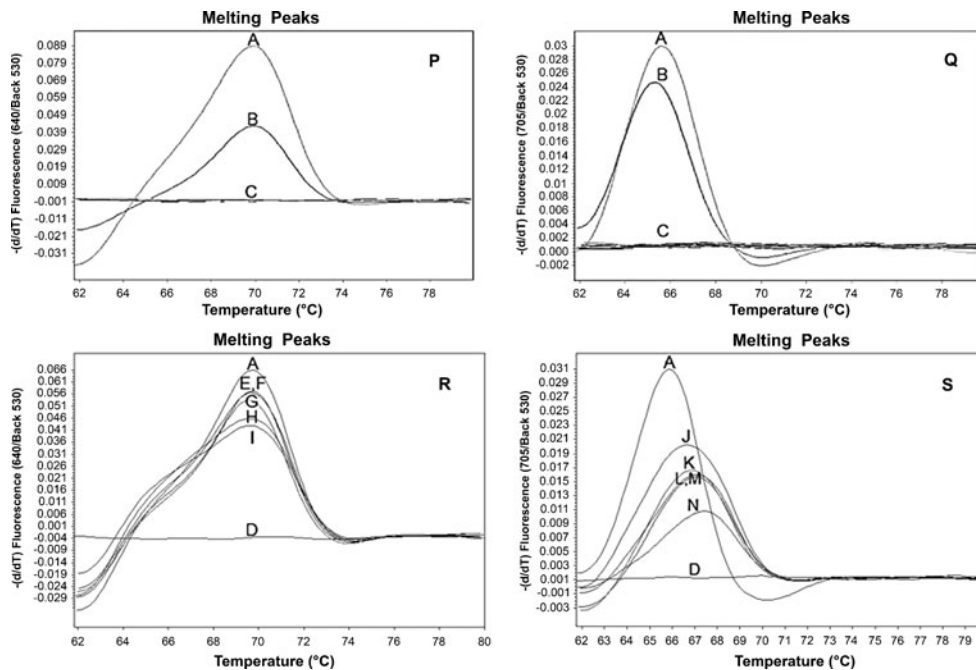 Melting Peaks
P
A
B
C
-(d/dT) Fluorescence (640/Back 530)
0.089
0.079
0.069
0.059
0.049
0.039
0.029
0.019
0.009
-0.001
-0.011
-0.021
-0.031
62 64 66 68 70 72 74 76 78
Temperature (°C)
Melting Peaks
Q
A
B
C
-(d/dT) Fluorescence (705/Back 530)
0.03
0.028
0.026
0.024
0.022
0.020
0.018
0.016
0.014
0.012
0.010
0.008
0.006
0.004
0.002
0.000
-0.002
62 64 66 68 70 72 74 76 78
Temperature (°C)
Melting Peaks
R
A
E,F
G
H
I
D
-(d/dT) Fluorescence (640/Back 530)
0.066
0.061
0.056
0.051
0.046
0.041
0.036
0.031
0.026
0.021
0.016
0.011
0.006
0.001
-0.004
-0.009
-0.014
-0.019
-0.024
-0.029
62 64 66 68 70 72 74 76 78 80
Temperature (°C)
Melting Peaks
S
A
J
K
L,M
N
D
-(d/dT) Fluorescence (705/Back 530)
0.031
0.029
0.027
0.025
0.023
0.021
0.019
0.017
0.015
0.013
0.011
0.009
0.007
0.005
0.003
0.001
-0.001
-0.003
62 63 64 65 66 67 68 69 70 71 72 73 74 75 76 77 78 79
Temperature (°C)